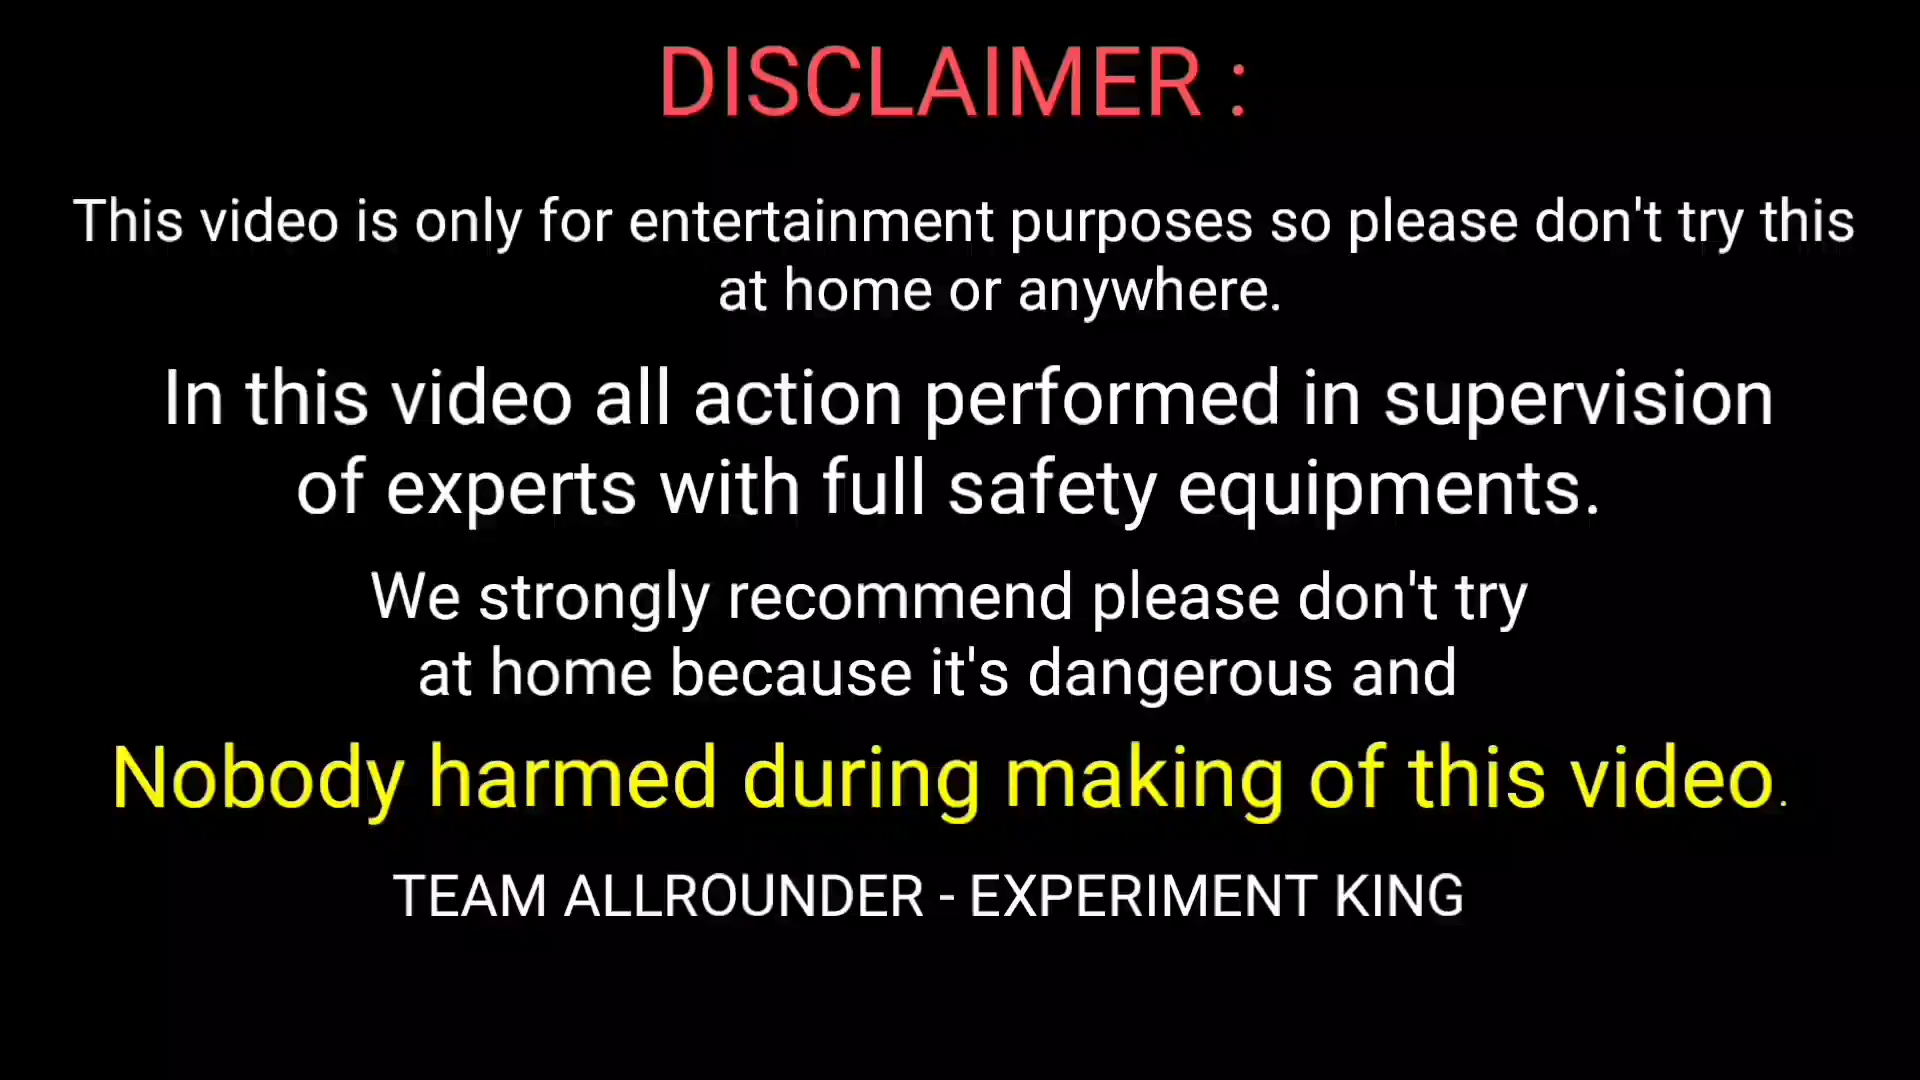 DISCLAIMER :
This video is only for entertainment purposes so please don't try this
at home or anywhere.
In this video all action performed in supervision
of experts with full safety equipments.
We strongly recommend please don't try
at home because it's dangerous and
Nobody harmed during making of this video.
TEAM ALLROUNDER - EXPERIMENT KING